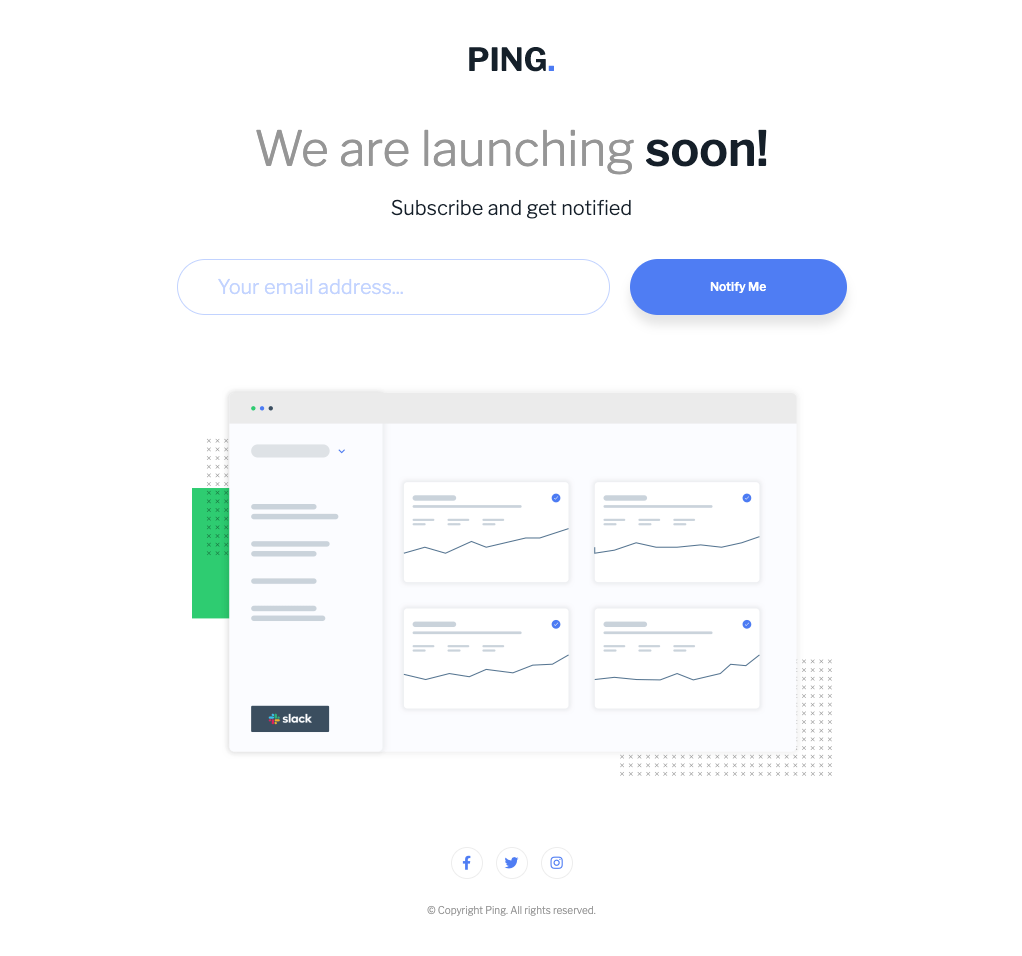 PING.
We are launching soon!
Subscribe and get notified
Your email address...
Notify Me
slack
© Copyright Ping. All rights reserved.